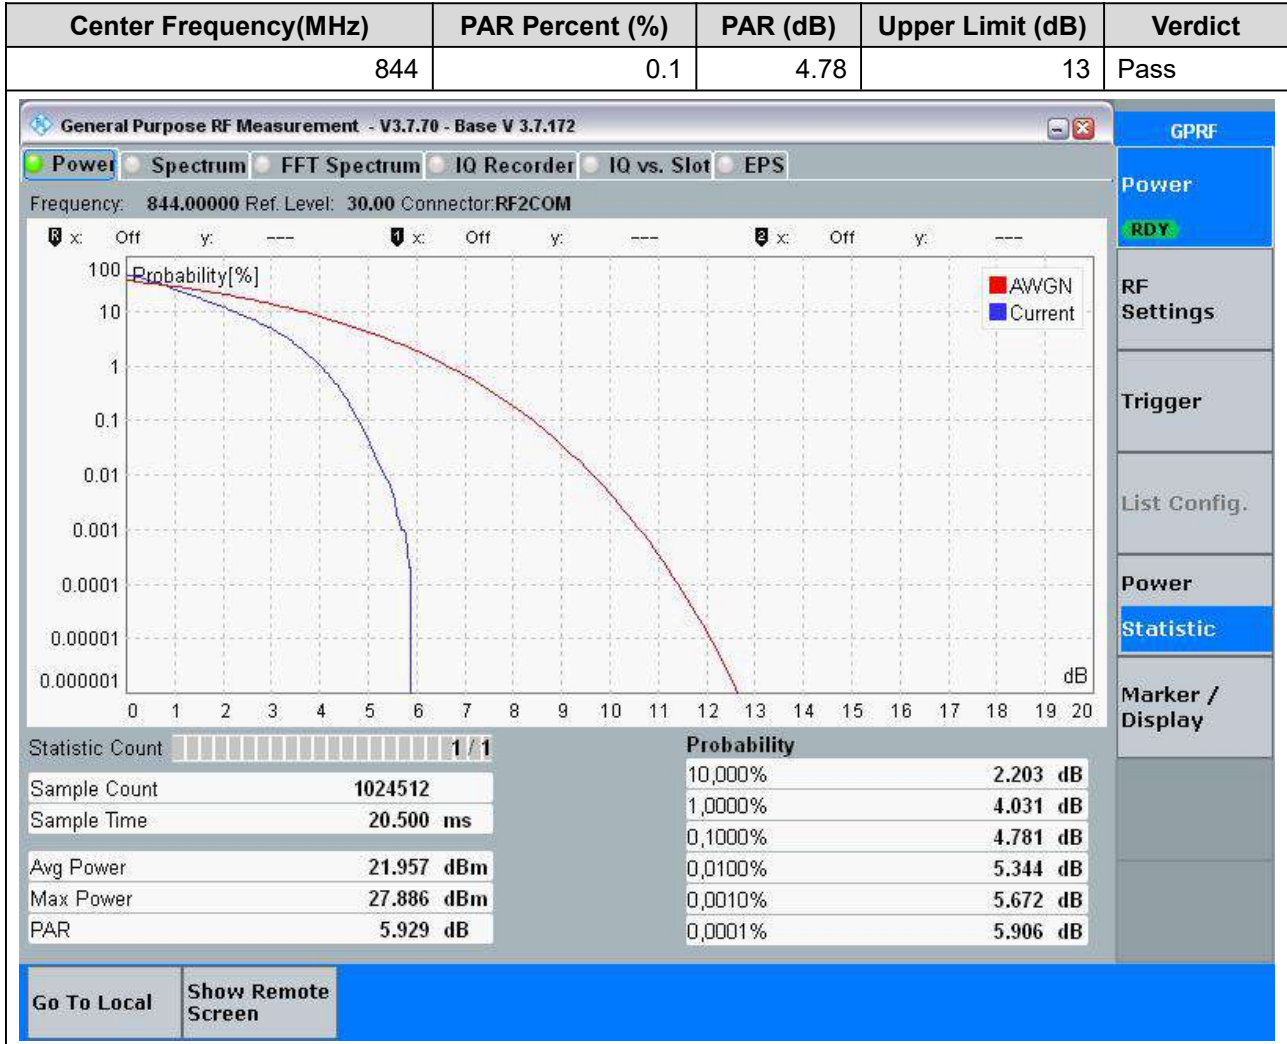 Center Frequency(MHz) PAR Percent (%) PAR (dB) Upper Limit (dB) Verdict
844 0.1 4.78 13 Pass
General Purpose RF Measurement - V3.7.70 - Base V 3.7.172
GPRF
Power Spectrum FFT Spectrum IQ Recorder IQ vs. Slot EPS
Frequency: 844.00000 Ref. Level: 30.00 Connector:RF2COM
R x: Off y: --- 1 x: Off y: --- 2 x: Off y: ---
Probability[%]
AWGN
Current
100
10
1
0.1
0.01
0.001
0.0001
0.00001
0.000001
dB
0 1 2 3 4 5 6 7 8 9 10 11 12 13 14 15 16 17 18 19 20
Statistic Count 1 / 1
Sample Count 1024512
Sample Time 20.500 ms
Avg Power 21.957 dBm
Max Power 27.886 dBm
PAR 5.929 dB
Probability
10,000% 2.203 dB
1,0000% 4.031 dB
0,1000% 4.781 dB
0,0100% 5.344 dB
0,0010% 5.672 dB
0,0001% 5.906 dB
Power
RDY
RF
Settings
Trigger
List Config.
Power
Statistic
Marker /
Display
Go To Local
Show Remote
Screen